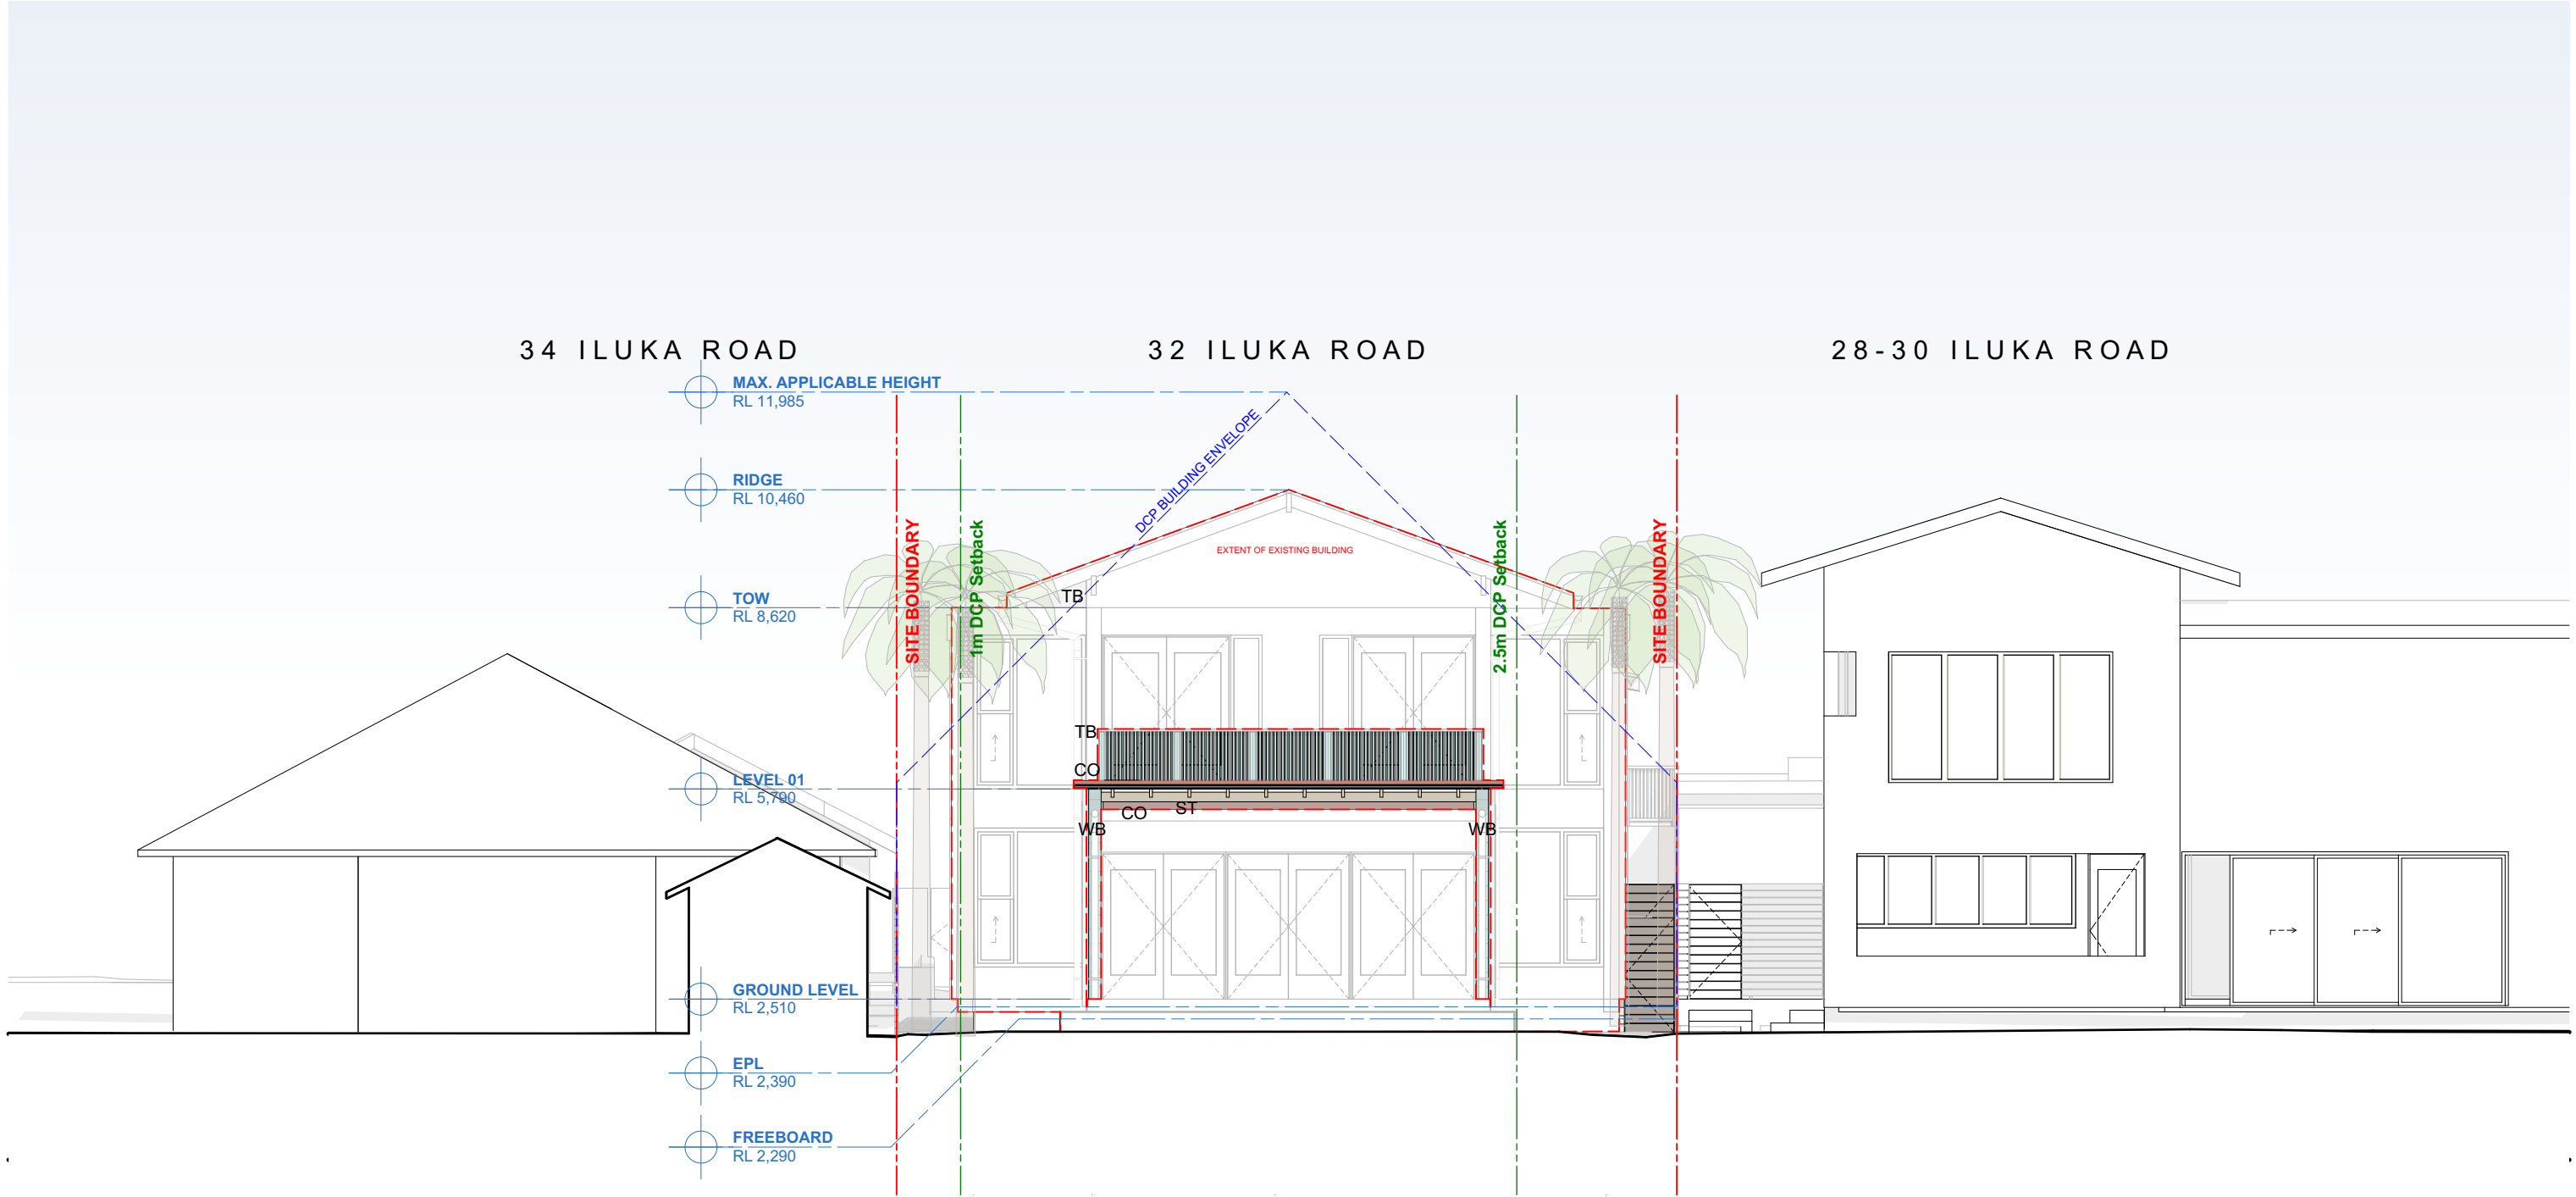 34 ILUKA ROAD
32 ILUKA ROAD
28-30 ILUKA ROAD
MAX. APPLICABLE HEIGHT
RL 11,985
DCP BUILDING ENVELOPE
RIDGE
RL 10,460
SITE BOUNDARY
1m DCP Setback
EXTENT OF EXISTING BUILDING
2.5m DCP Setback
SITE BOUNDARY
TOW
RL 8,620
TB
TB
CO
LEVEL 01
RL 5,790
CO
ST
WB
WB
GROUND LEVEL
RL 2,510
EPL
RL 2,390
FREEBOARD
RL 2,290